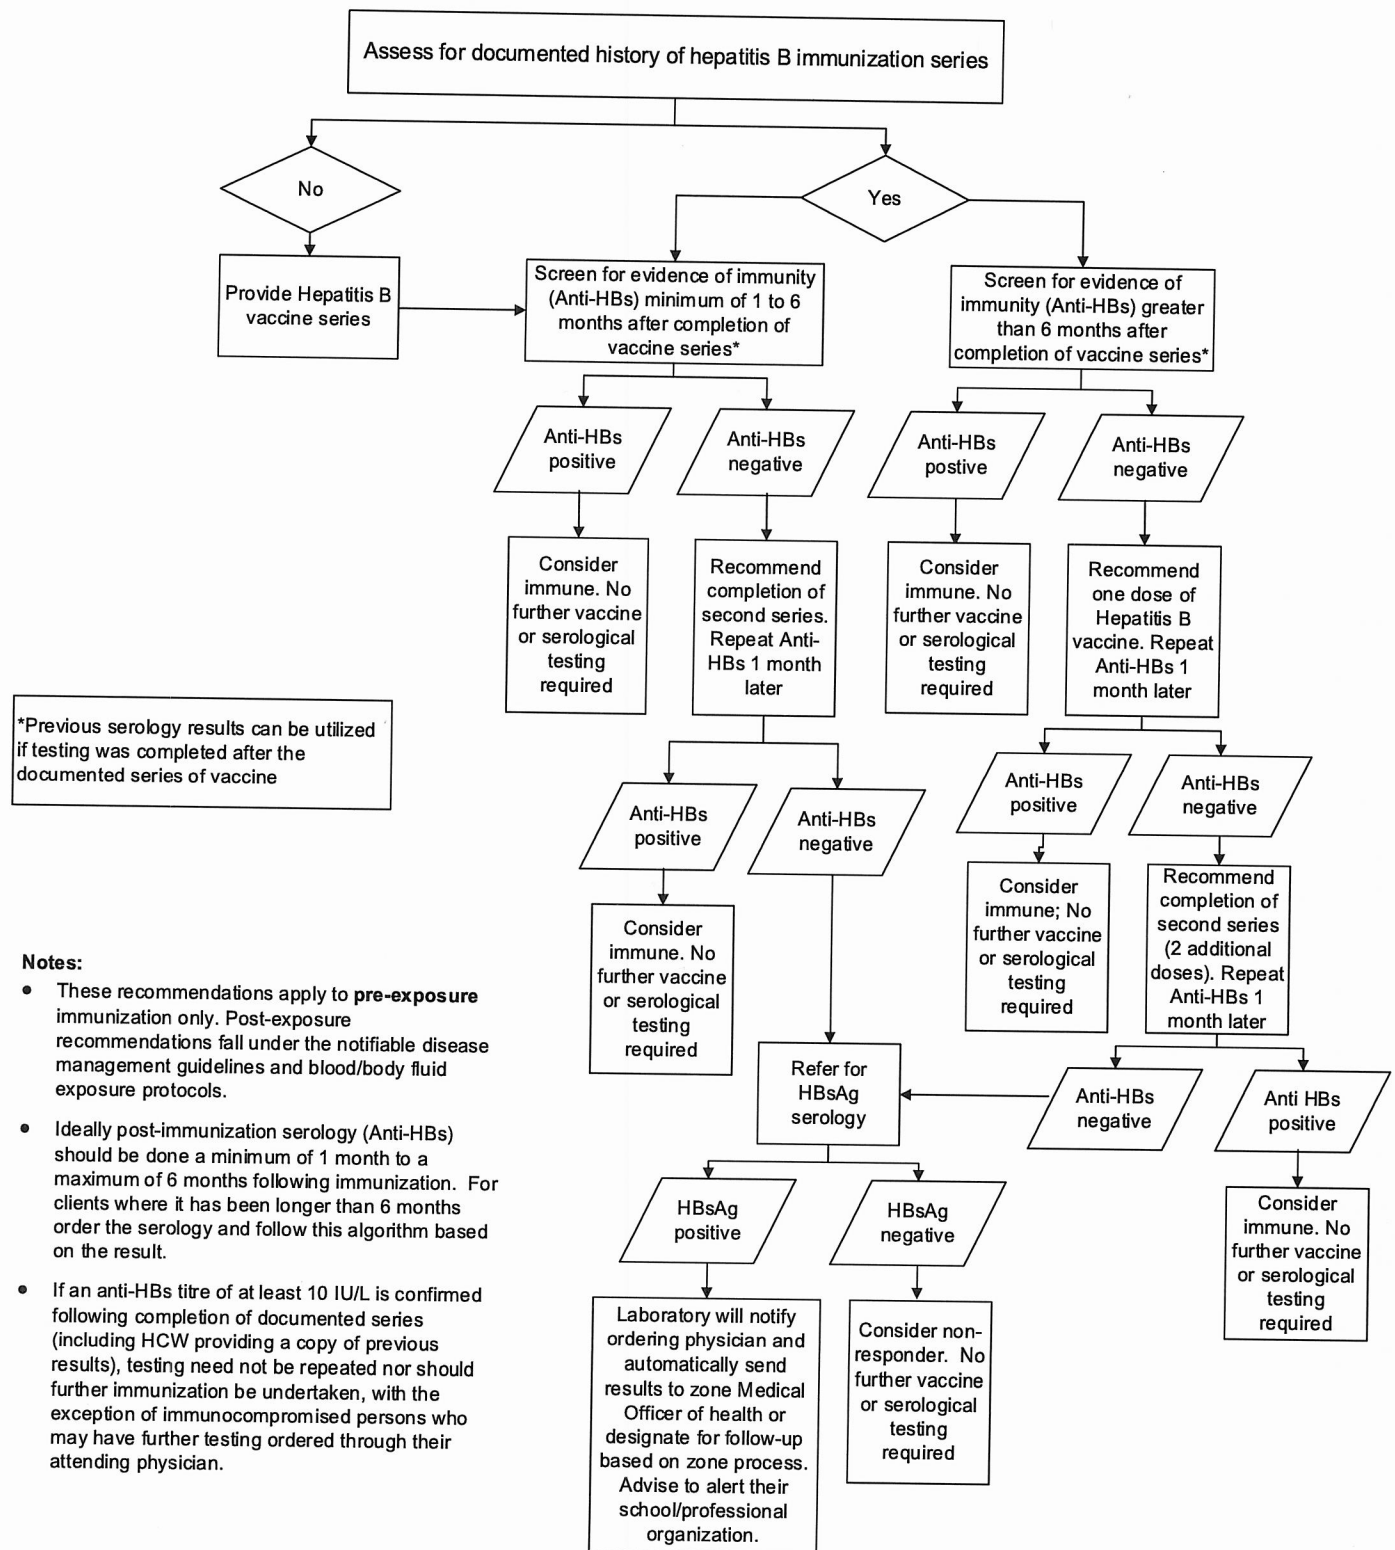 Assess for documented history of hepatitis B immunization series
No
Yes
Provide Hepatitis B
vaccine series
Screen for evidence of immunity
(Anti-HBs) minimum of 1 to 6
months after completion of
vaccine series*
Screen for evidence of
immunity (Anti-HBs) greater
than 6 months after
completion of vaccine series*
Anti-HBs
positive
Anti-HBs
negative
Anti-HBs
postive
Anti-HBs
negative
Consider
immune. No
further vaccine
or serological
testing
required
Recommend
completion of
second series.
Repeat Anti-
HBs 1 month
later
Consider
immune. No
further vaccine
or serological
testing
required
Recommend
one dose of
Hepatitis B
vaccine. Repeat
Anti-HBs 1
month later
*Previous serology results can be utilized
if testing was completed after the
documented series of vaccine
Anti-HBs
positive
Anti-HBs
negative
Anti-HBs
positive
Anti-HBs
negative
Consider
immune. No
further vaccine
or serological
testing
required
Consider
immune; No
further vaccine
or serological
testing
required
Recommend
completion of
second series
(2 additional
doses). Repeat
Anti-HBs 1
month later
Refer for
HBsAg
serology
Anti-HBs
negative
Anti HBs
positive
HBsAg
positive
HBsAg
negative
Consider
immune. No
further vaccine
or serological
testing
required
Laboratory will notify
ordering physician and
automatically send
results to zone Medical
Officer of health or
designate for follow-up
based on zone process.
Advise to alert their
school/professional
organization.
Consider non-
responder. No
further vaccine
or serological
testing
required
Notes:
• These recommendations apply to pre-exposure
immunization only. Post-exposure
recommendations fall under the notifiable disease
management guidelines and blood/body fluid
exposure protocols.
• Ideally post-immunization serology (Anti-HBs)
should be done a minimum of 1 month to a
maximum of 6 months following immunization. For
clients where it has been longer than 6 months
order the serology and follow this algorithm based
on the result.
• If an anti-HBs titre of at least 10 IU/L is confirmed
following completion of documented series
(including HCW providing a copy of previous
results), testing need not be repeated nor should
further immunization be undertaken, with the
exception of immunocompromised persons who
may have further testing ordered through their
attending physician.